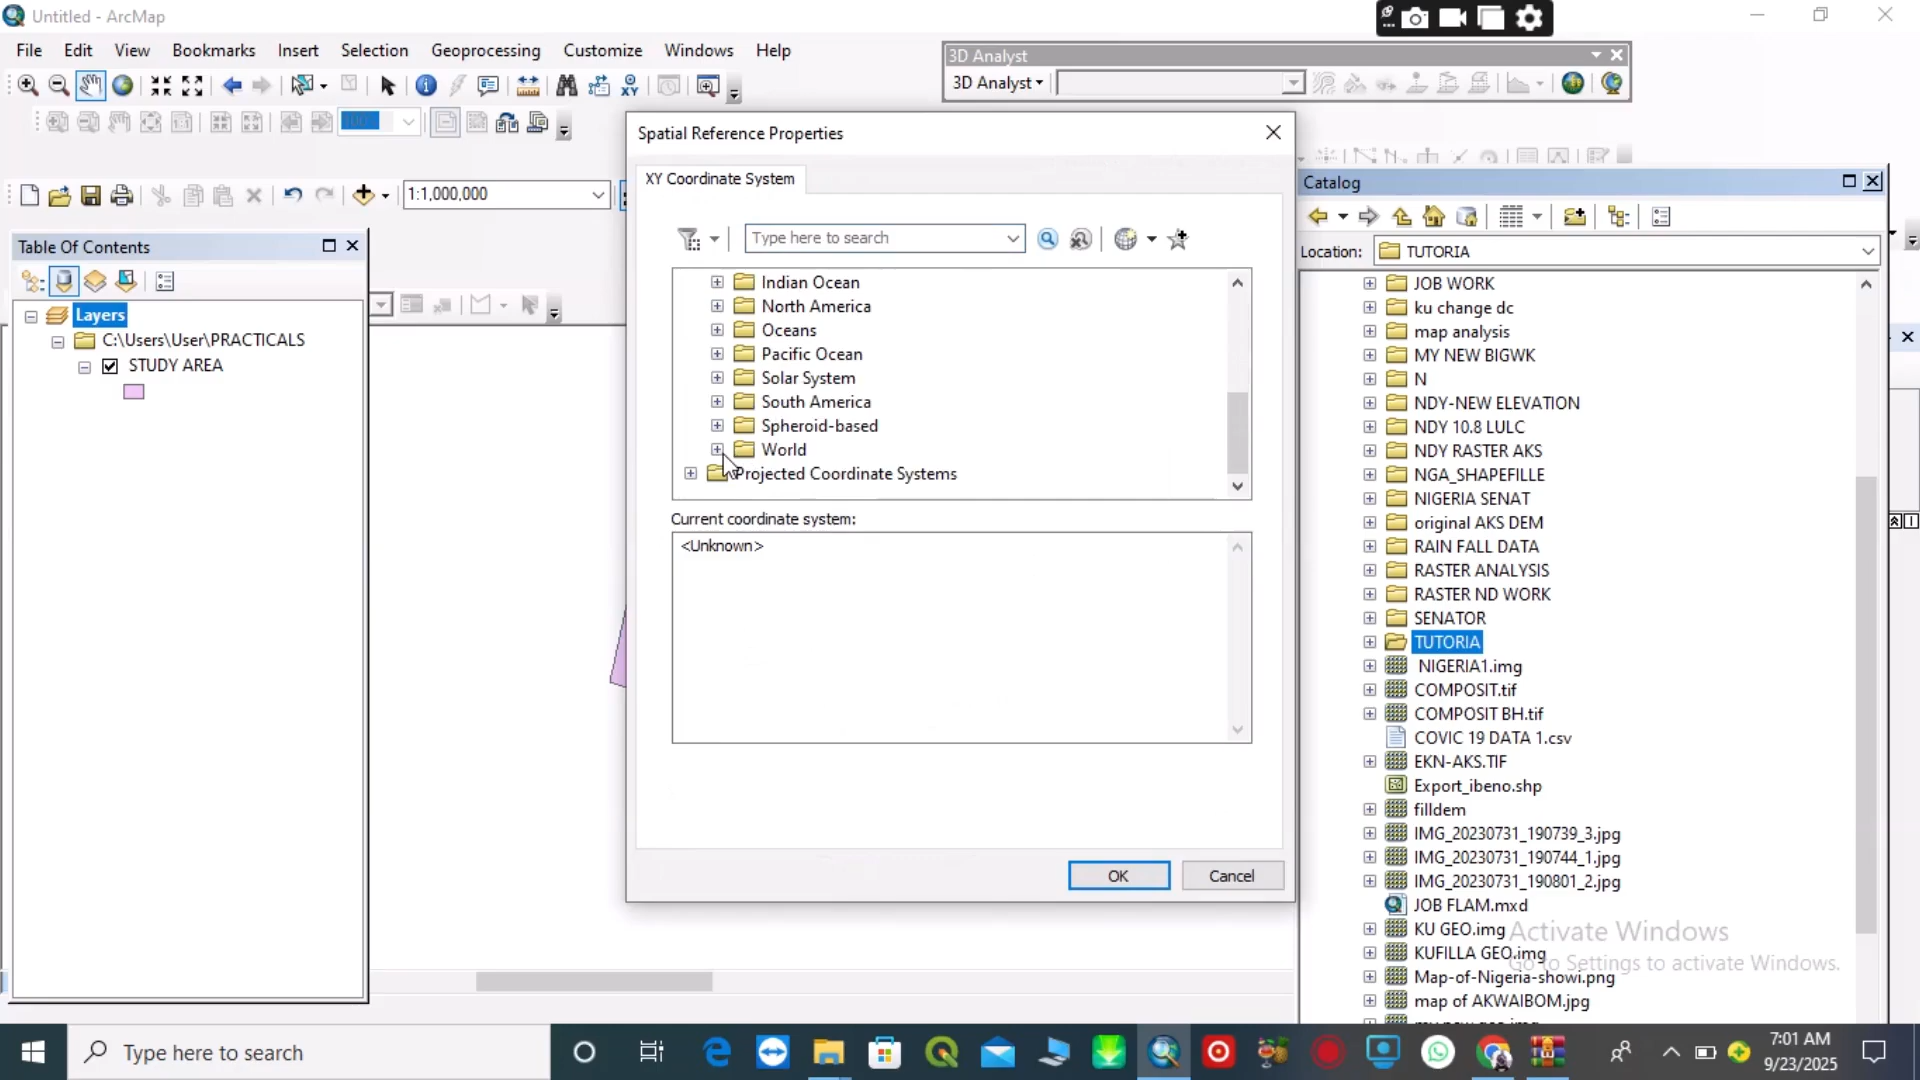 Untitled - ArcMap
File Edit View Bookmarks Insert Selection Geoprocessing Customize Windows Help
3D Analyst
3D Analyst
Spatial Reference Properties
XY Coordinate System
Type here to search
Indian Ocean
North America
Oceans
Pacific Ocean
Solar System
South America
Spheroid-based
World
Projected Coordinate Systems
Current coordinate system:
<Unknown>
OK Cancel
1:1,000,000
Table Of Contents
Layers
C:\Users\User\PRACTICALS
STUDY AREA
Catalog
Location: TUTORIA
JOB WORK
ku change dc
map analysis
MY NEW BIGWK
N
NDY-NEW ELEVATION
NDY 10.8 LULC
NDY RASTER AKS
NGA_SHAPEFILLE
NIGERIA SENAT
original AKS DEM
RAIN FALL DATA
RASTER ANALYSIS
RASTER ND WORK
SENATOR
TUTORIA
NIGERIA1.img
COMPOSIT.tif
COMPOSIT BH.tif
COVIC 19 DATA 1.csv
EKN-AKS.TIF
Export_ibeno.shp
filldem
IMG_20230731_190739_3.jpg
IMG_20230731_190744_1.jpg
IMG_20230731_190801_2.jpg
JOB FLAM.mxd
KU GEO.img
KUFILLA GEO.img
Map-of-Nigeria-showi.png
map of AKWAIBOM.jpg
Activate Windows
Go to Settings to activate Windows.
Type here to search
7:01 AM
9/23/2025